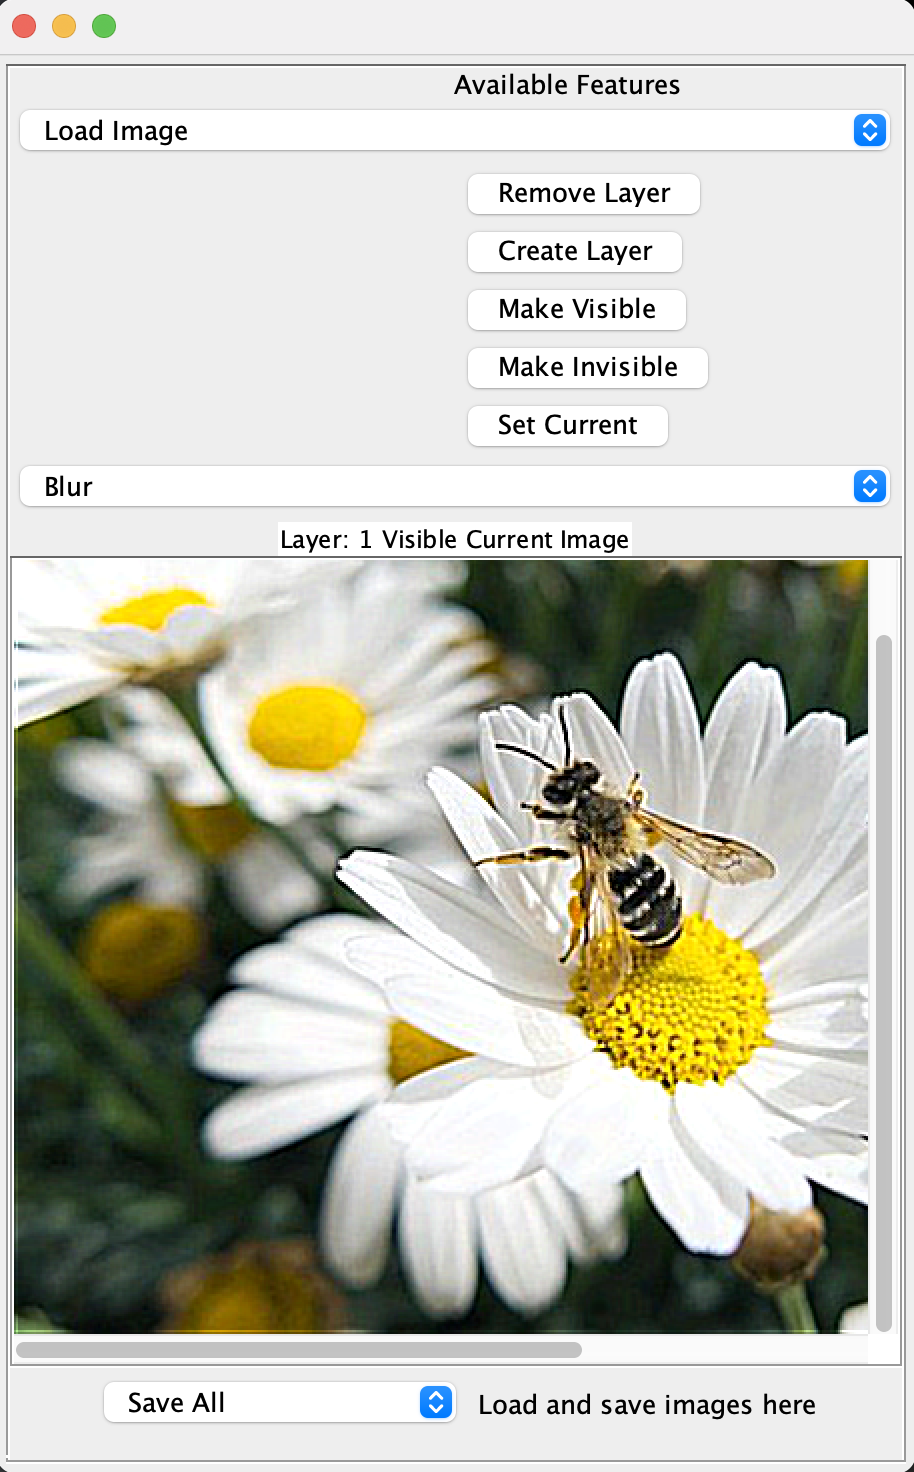 Available Features
Load Image
Remove Layer
Create Layer
Make Visible
Make Invisible
Set Current
Blur
Layer: 1 Visible Current Image
Save All
Load and save images here